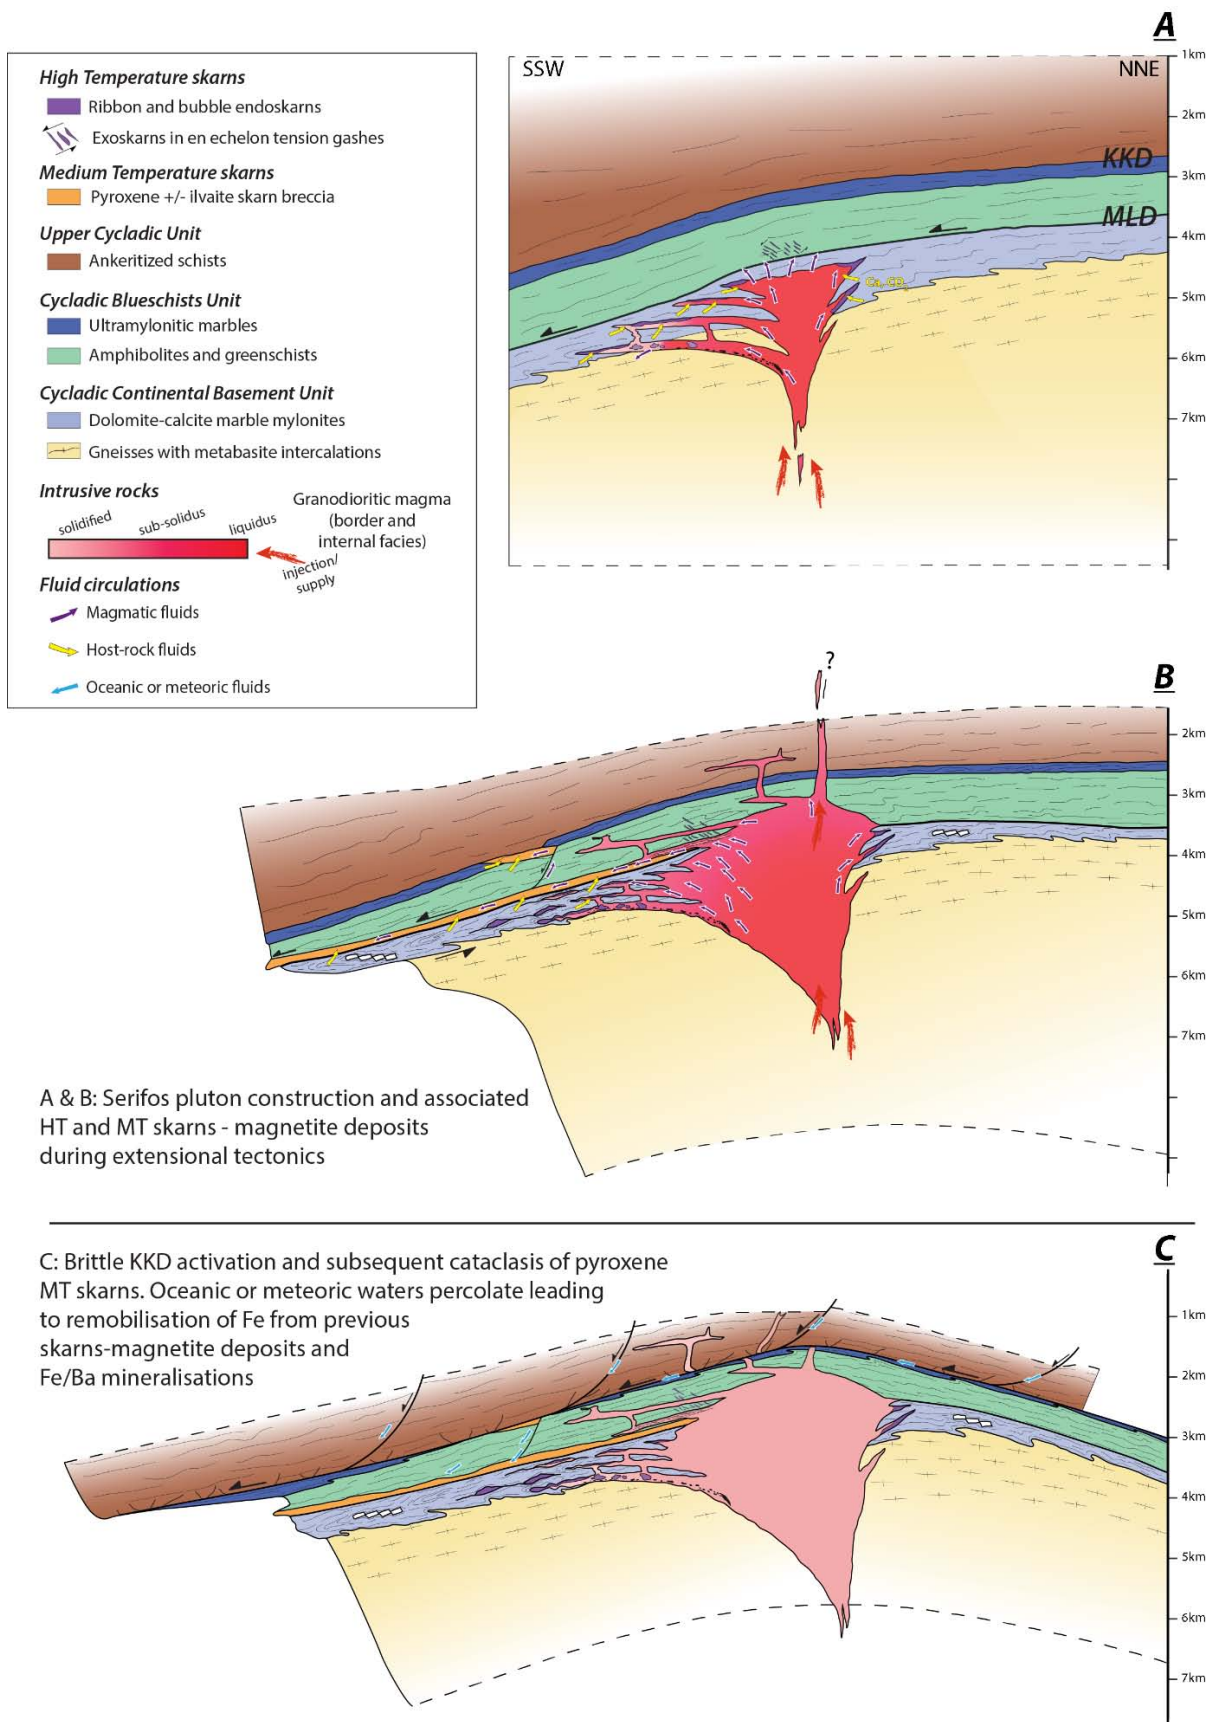 High Temperature skarns
Ribbon and bubble endoskarns
Exoskarns in en echelon tension gashes
Medium Temperature skarns
Pyroxene +/- ilvaite skarn breccia
Upper Cycladic Unit
Ankeritized schists
Cycladic Blueschists Unit
Ultramylonitic marbles
Amphibolites and greenschists
Cycladic Continental Basement Unit
Dolomite-calcite marble mylonites
Gneisses with metabasite intercalations
Intrusive rocks
solidified
sub-solidus
liquidus
Granodioritic magma
(border and
internal facies)
injection/
supply
Fluid circulations
Magmatic fluids
Host-rock fluids
Oceanic or meteoric fluids
A
SSW
NNE
KKD
MLD
Ca, CO2
1km
2km
3km
4km
5km
6km
7km
B
?
2km
3km
4km
5km
6km
7km
A & B: Serifos pluton construction and associated
HT and MT skarns - magnetite deposits
during extensional tectonics
C: Brittle KKD activation and subsequent cataclasis of pyroxene
MT skarns. Oceanic or meteoric waters percolate leading
to remobilisation of Fe from previous
skarns-magnetite deposits and
Fe/Ba mineralisations
C
1km
2km
3km
4km
5km
6km
7km